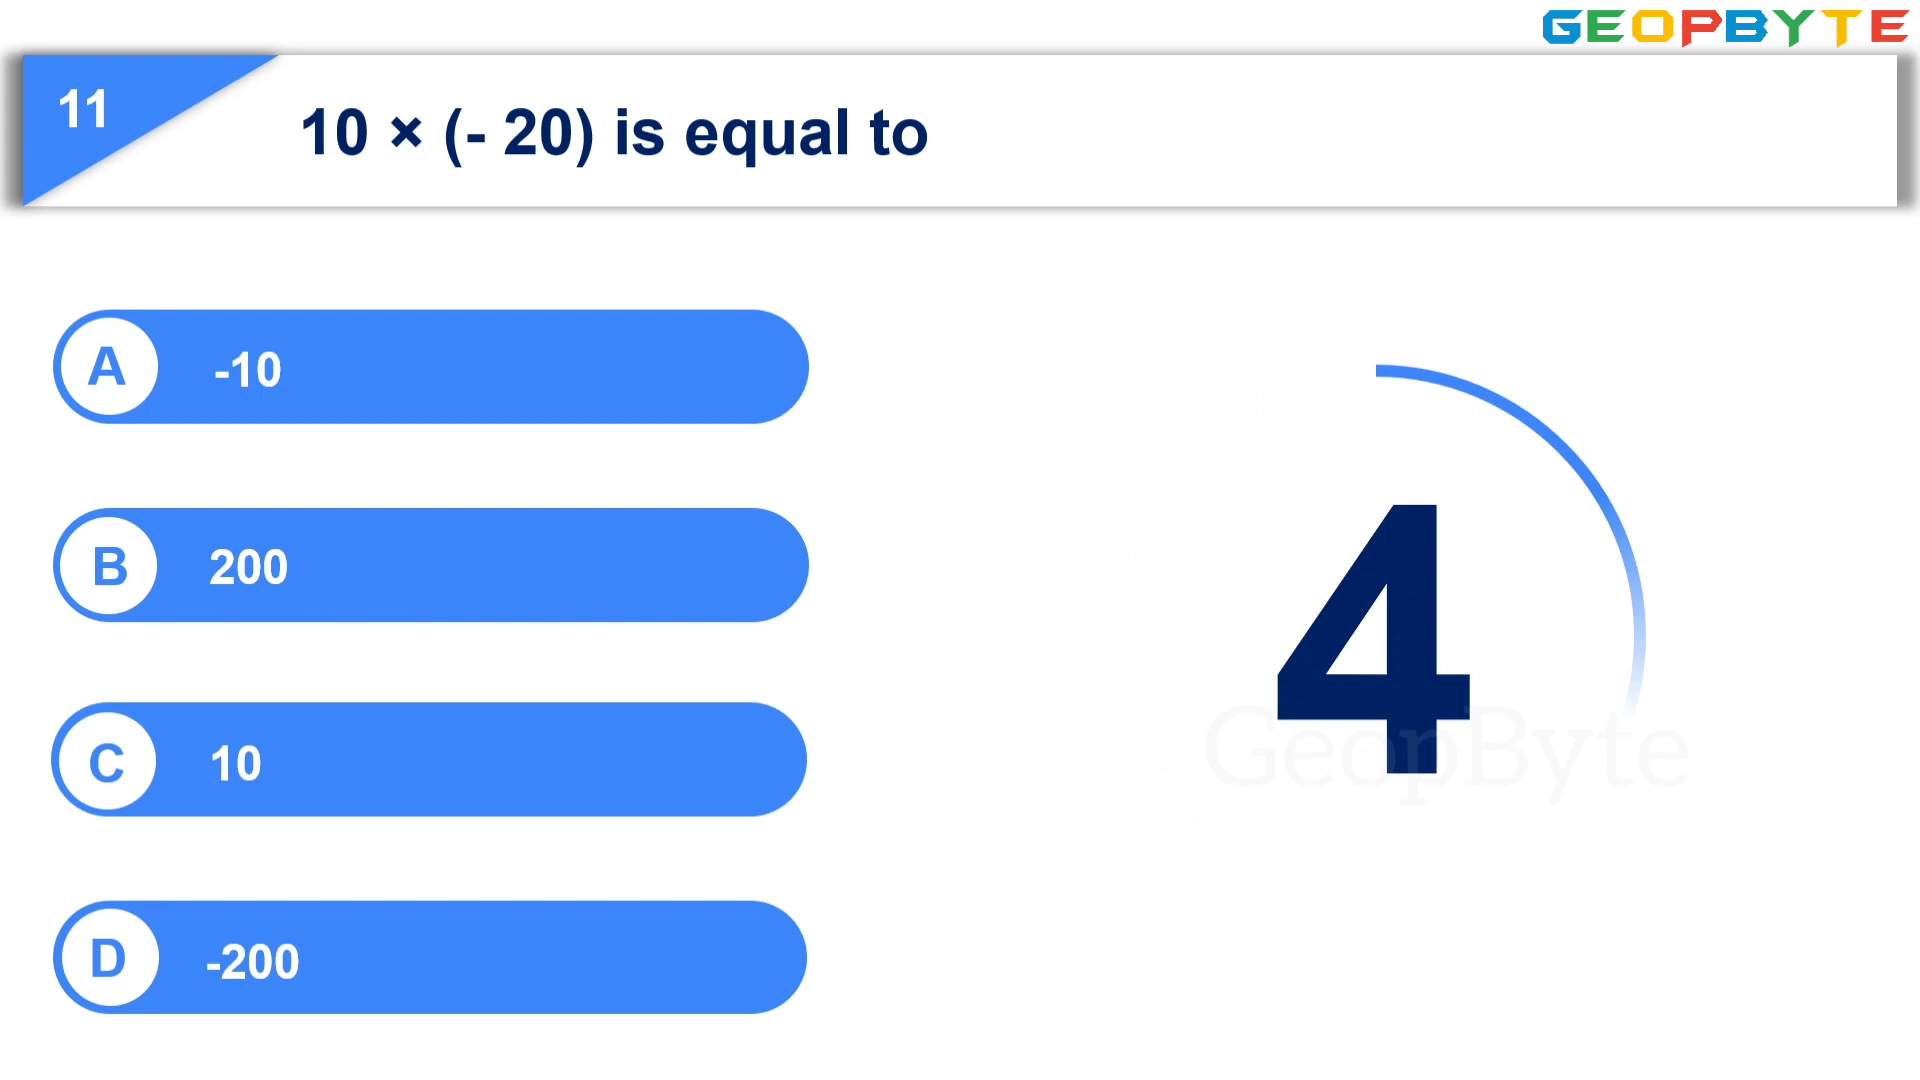 GEOPBYTE
11
10 × (- 20) is equal to
A
-10
B
200
C
10
D
-200
4
GeopByte